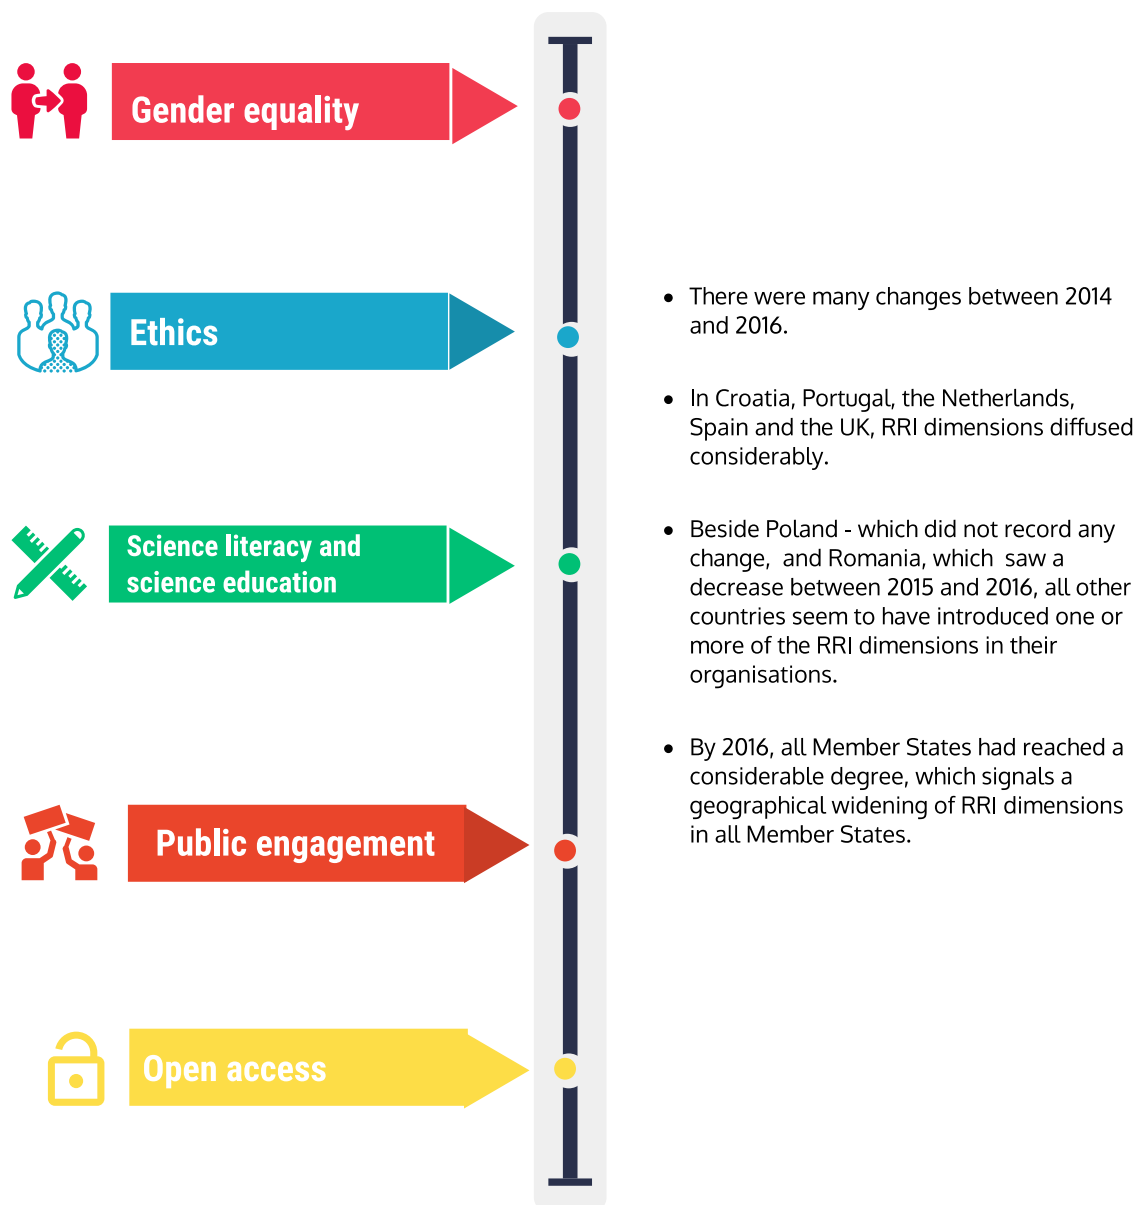 Gender equality
Ethics
Science literacy and
science education
Public engagement
Open access
• There were many changes between 2014
and 2016.
• In Croatia, Portugal, the Netherlands,
Spain and the UK, RRI dimensions diffused
considerably.
• Beside Poland - which did not record any
change,  and Romania, which  saw a
decrease between 2015 and 2016, all other
countries seem to have introduced one or
more of the RRI dimensions in their
organisations.
• By 2016, all Member States had reached a
considerable degree, which signals a
geographical widening of RRI dimensions
in all Member States.